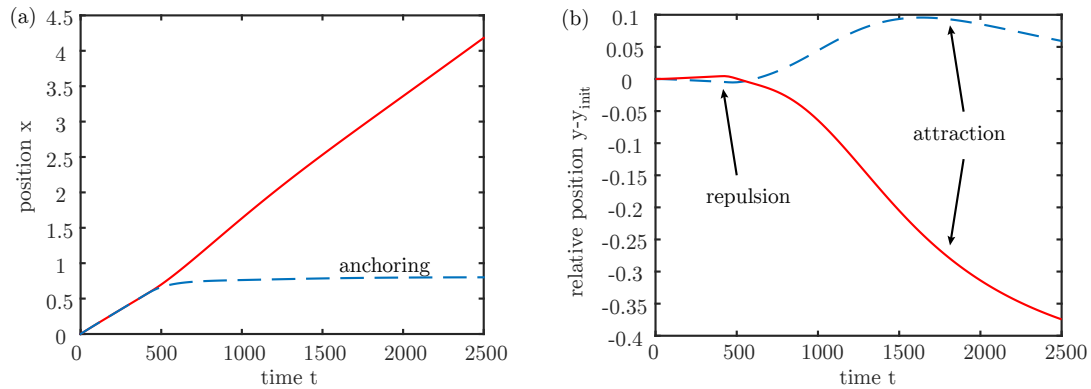 (a)
4.5
4
3.5
3
2.5
2
1.5
1
0.5
0
position x
anchoring
0 500 1000 1500 2000 2500
time t
(b)
0.1
0.05
0
-0.05
-0.1
-0.15
-0.2
-0.25
-0.3
-0.35
-0.4
relative position y-y_init
attraction
repulsion
0 500 1000 1500 2000 2500
time t